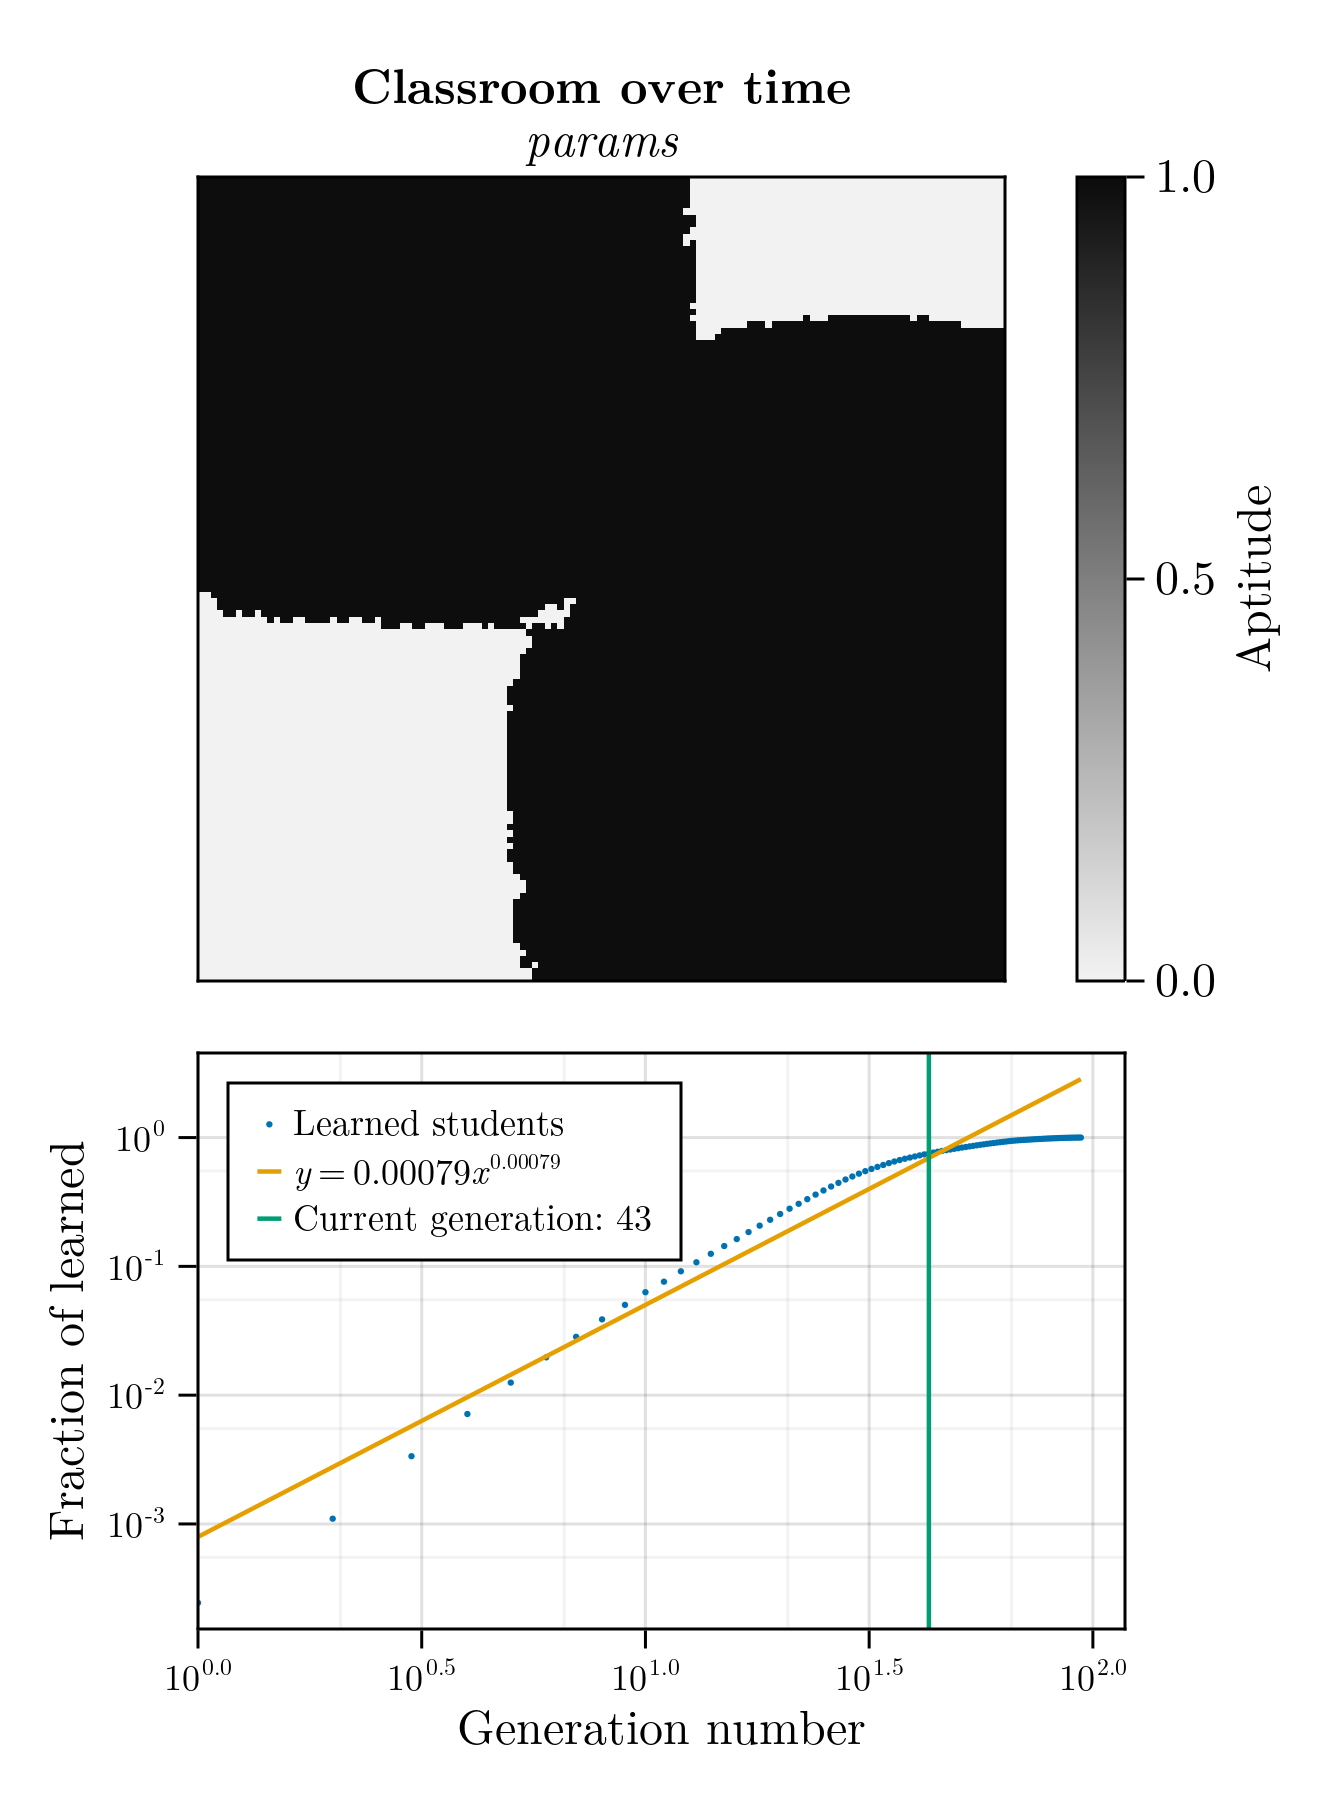 Classroom over time
params
1.0
0.5
0.0
Aptitude
Learned students
y = 0.00079x^0.00079
Current generation: 43
10^0
10^-1
10^-2
10^-3
Fraction of learned
10^0.0 10^0.5 10^1.0 10^1.5 10^2.0
Generation number